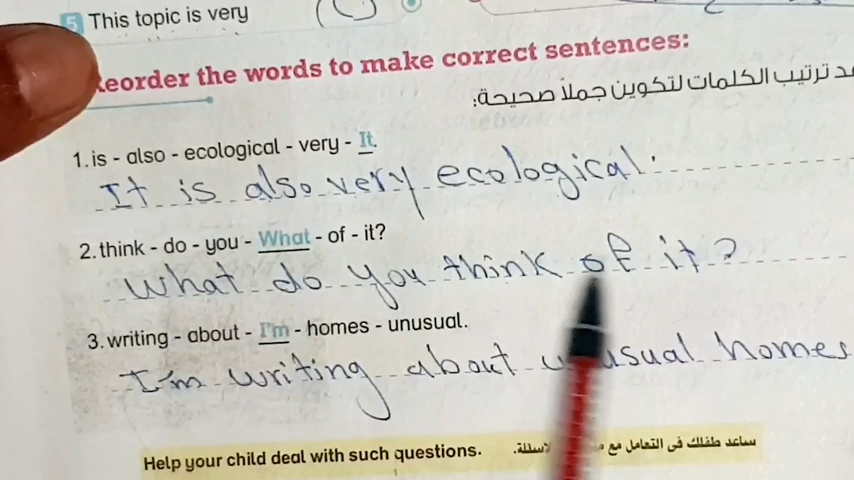 5 This topic is very
Reorder the words to make correct sentences:
ترتيب الكلمات لتكوين جملا صحيحة:
1. is - also - ecological - very - It.
It is also very ecological.
2. think - do - you - What - of - it?
What do you think of it?
3. writing - about - I'm - homes - unusual.
I'm writing about unusual homes
Help your child deal with such questions.
ساعد طفلك فى التعامل مع الاسئلة.